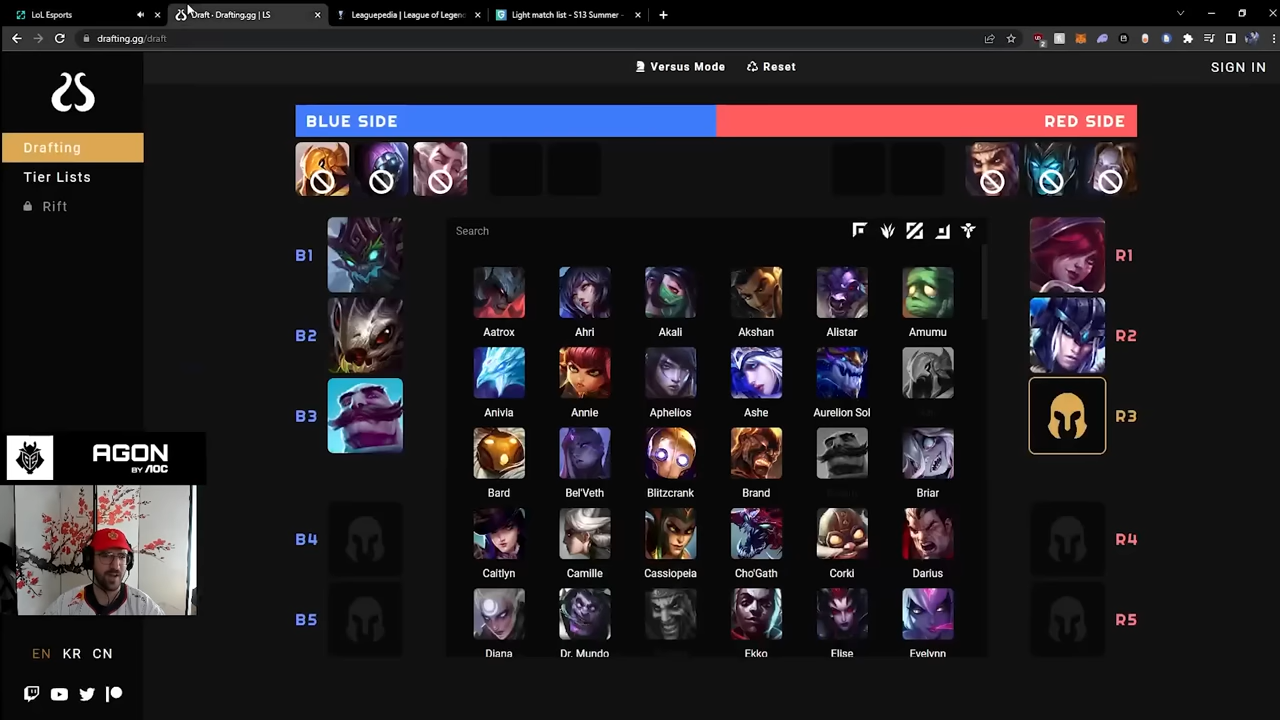 LoL Esports
Draft - Drafting.gg | LS
Leaguepedia | League of Legen
Light match list - S13 Summer -
drafting.gg/draft
Versus Mode
Reset
SIGN IN
BLUE SIDE
RED SIDE
Drafting
Tier Lists
Rift
Search
B1
B2
B3
B4
B5
R1
R2
R3
R4
R5
Aatrox
Ahri
Akali
Akshan
Alistar
Amumu
Anivia
Annie
Aphelios
Ashe
Aurelion Sol
Bard
Bel'Veth
Blitzcrank
Brand
Briar
Caitlyn
Camille
Cassiopeia
Cho'Gath
Corki
Darius
Diana
Dr. Mundo
Ekko
Elise
Evelynn
AGON
BY AOC
EN KR CN